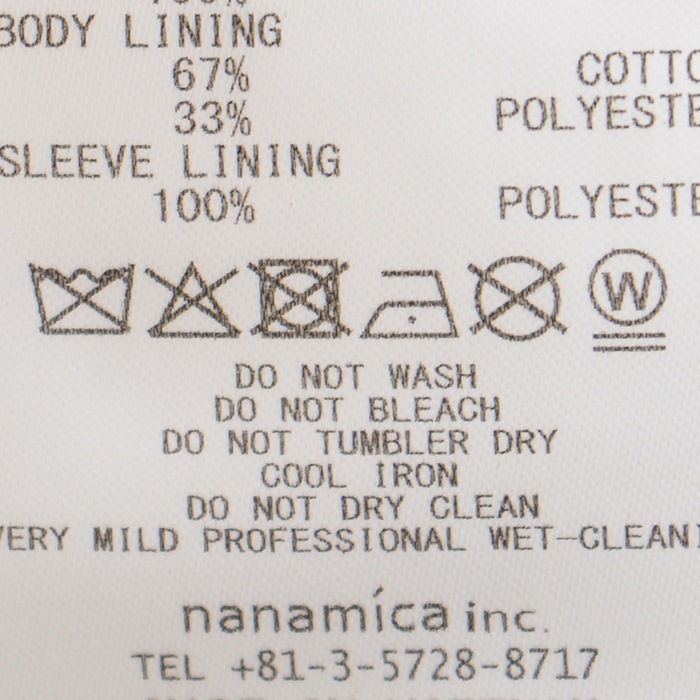 BODY LINING
67% COTTO
33% POLYESTE
SLEEVE LINING
100% POLYESTE
W
DO NOT WASH
DO NOT BLEACH
DO NOT TUMBLER DRY
COOL IRON
DO NOT DRY CLEAN
VERY MILD PROFESSIONAL WET-CLEANI
nanamíca inc.
TEL +81-3-5728-8717